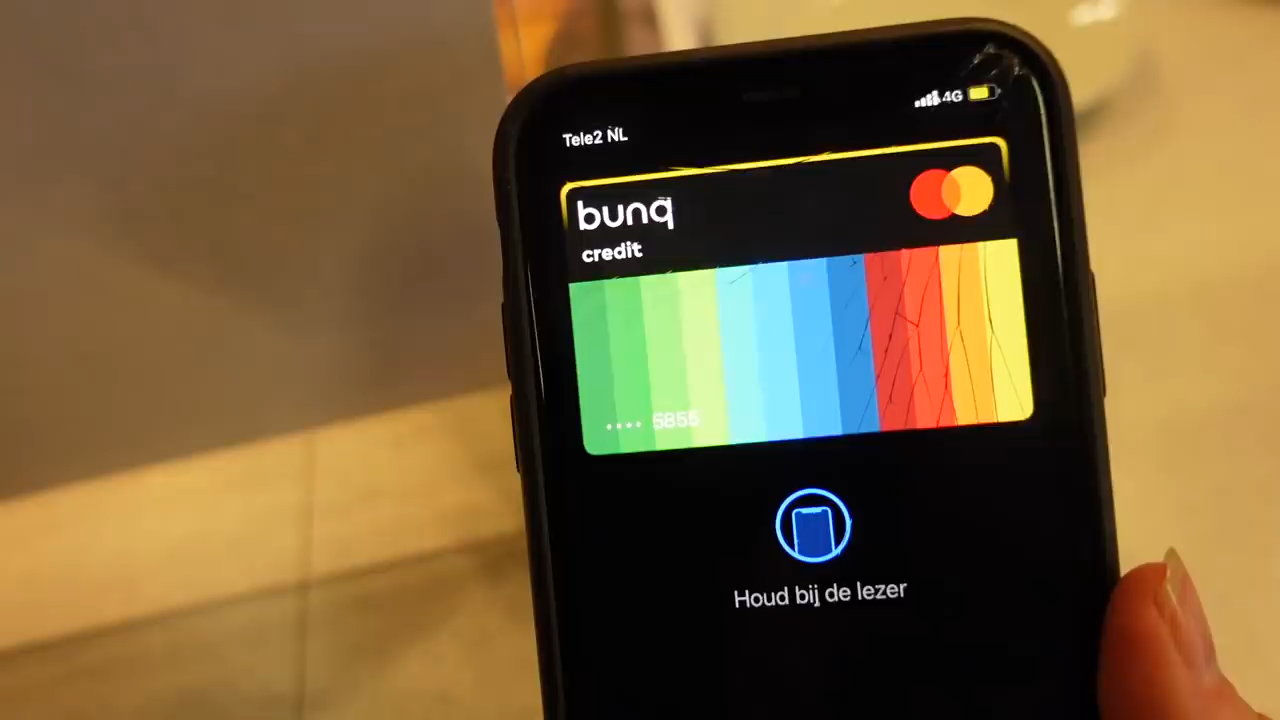 Tele2 NL
4G
bunq
credit
•••• 5855
Houd bij de lezer